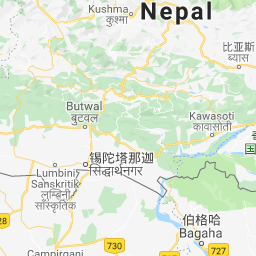 Kushma
कुश्मा
Nepal
比亚斯
ब्यास
Butwal
बुटवल
Kawasoti
कावासोती
锡陀塔那迦
सिद्धार्थनगर
Lumbini
Sanskritik
लुम्बिनी
सांस्कृतिक
伯格哈
Bagaha
28
730
727
Campirganj